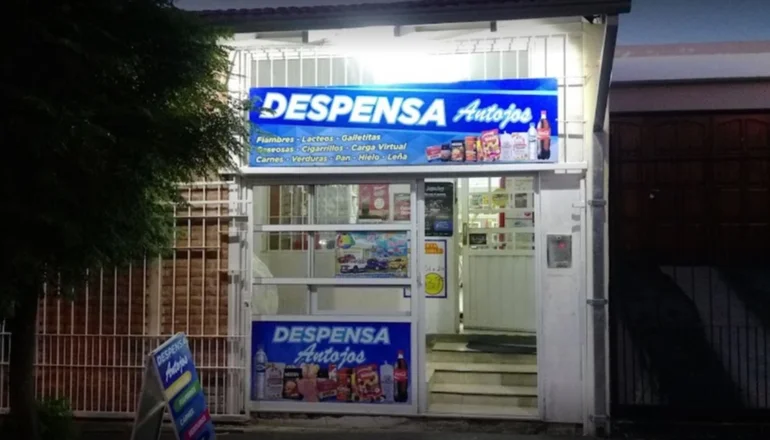 DESPENSA Antojos
Fiambres - Lacteos - Galletitas
Gaseosas - Cigarrillos - Carga Virtual
Carnes - Verduras - Pan - Hielo - Leña
DESPENSA
Antojos
DESPENSA
Antojos